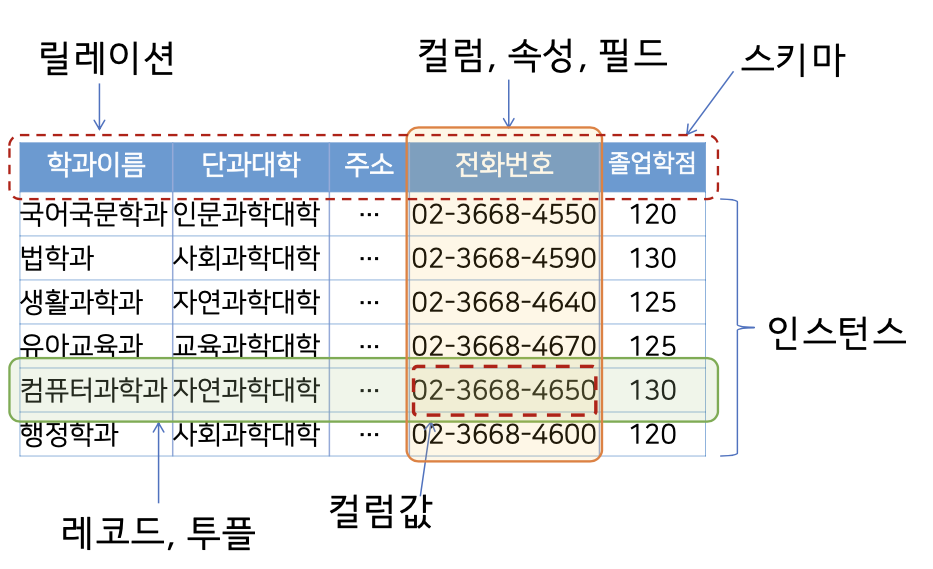 릴레이션 컬럼, 속성, 필드 스키마
학과이름 단과대학 주소 전화번호 졸업학점
국어국문학과 인문과학대학 ... 02-3668-4550 120
법학과 사회과학대학 ... 02-3668-4590 130
생활과학과 자연과학대학 ... 02-3668-4640 125
인스턴스
유아교육과 교육과학대학 ... 02-3668-4670 125
컴퓨터과학과 자연과학대학 ... 02-3668-4650 130
행정학과 사회과학대학 ... 02-3668-4600 120
컬럼값
레코드, 투플